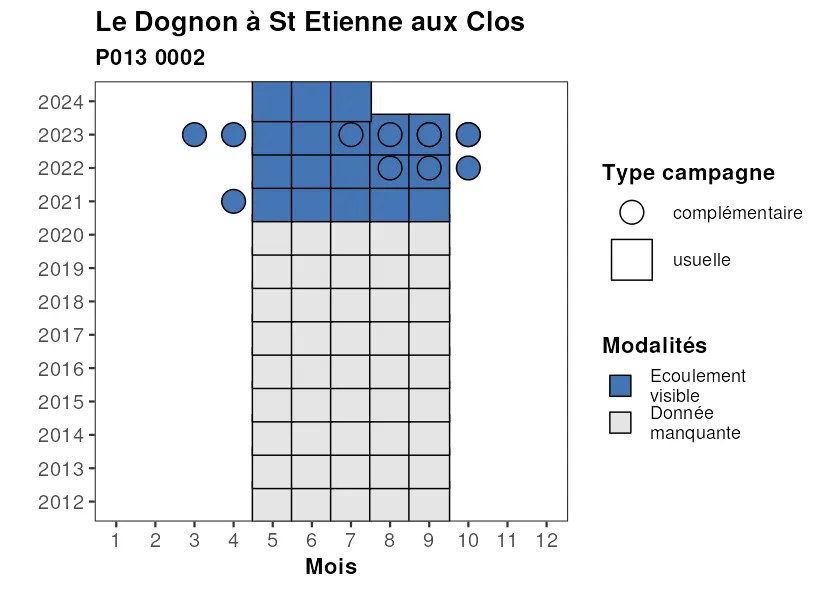 Le Dognon à St Etienne aux Clos
P013 0002
2024
2023
2022
2021
2020
2019
2018
2017
2016
2015
2014
2013
2012
1 2 3 4 5 6 7 8 9 10 11 12
Mois
Type campagne
complémentaire
usuelle
Modalités
Ecoulement
visible
Donnée
manquante